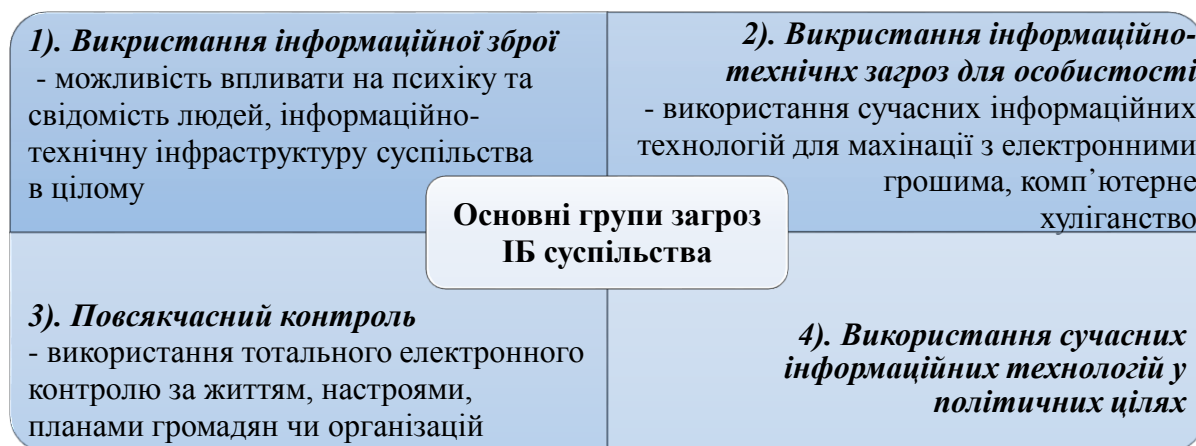 1). Викристання інформаційної зброї
- можливість впливати на психіку та
свідомість людей, інформаційно-
технічну інфраструктуру суспільства
в цілому
2). Викристання інформаційно-
технічнх загроз для особистості
- використання сучасних інформаційних
технологій для махінації з електронними
грошима, комп᾽ютерне
хуліганство
Основні групи загроз
ІБ суспільства
3). Повсякчасний контроль
- використання тотального електронного
контролю за життям, настроями,
планами громадян чи організацій
4). Використання сучасних
інформаційних технологій у
політичних цілях